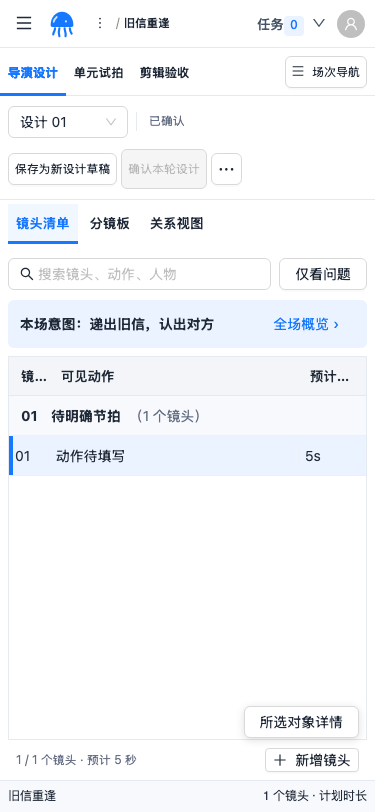 ⋮ / 旧信重逢 任务 0
导演设计 单元试拍 剪辑验收 场次导航
设计 01 已确认
保存为新设计草稿 确认本轮设计 ···
镜头清单 分镜板 关系视图
搜索镜头、动作、人物 仅看问题
本场意图：递出旧信，认出对方 全场概览 ›
镜... 可见动作 预计...
01 待明确节拍 （1 个镜头）
01 动作待填写 5s
所选对象详情
1 / 1 个镜头 · 预计 5 秒 + 新增镜头
旧信重逢 1 个镜头 · 计划时长